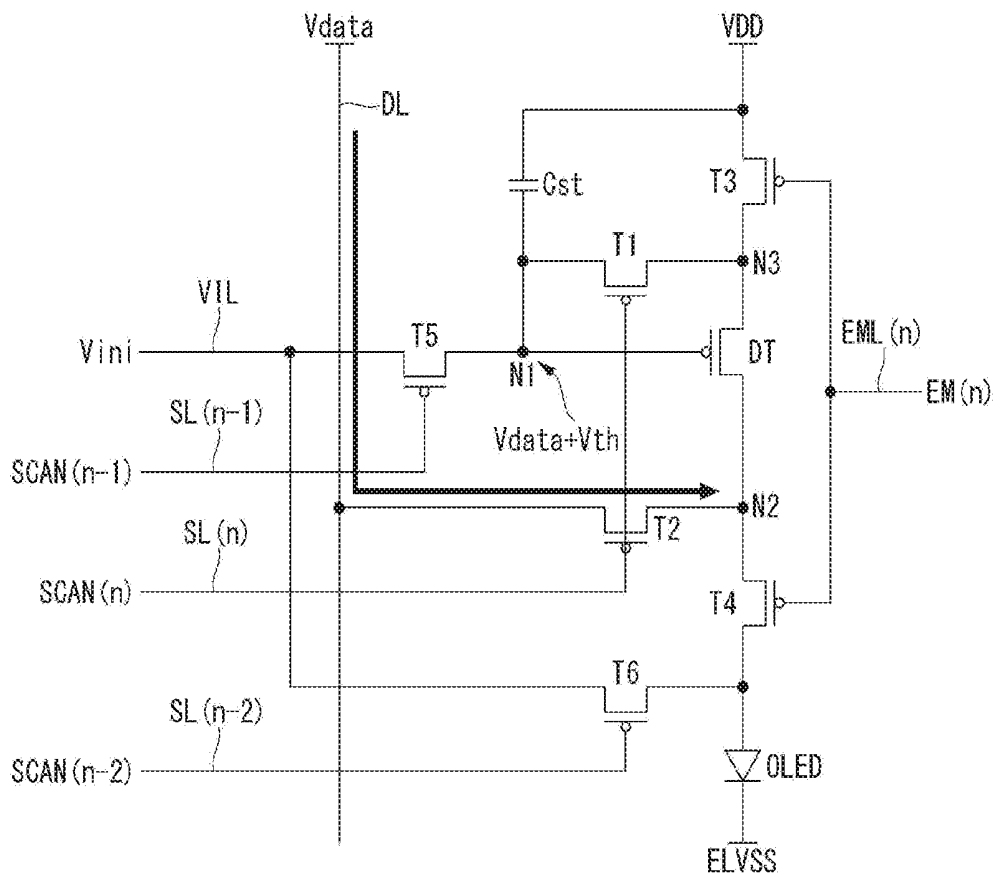 Vdata
VDD
DL
Cst
T3
T1
N3
VIL
T5
Vini
N1
DT
EML(n)
EM(n)
SL(n-1)
Vdata+Vth
SCAN(n-1)
N2
SL(n)
T2
SCAN(n)
T4
T6
SL(n-2)
SCAN(n-2)
OLED
ELVSS